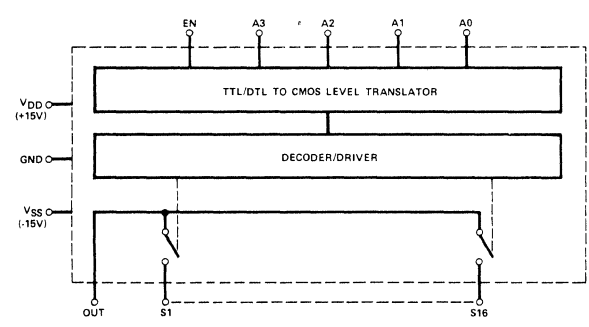 EN A3 A2 A1 A0
TTL/DTL TO CMOS LEVEL TRANSLATOR
VDD
(+15V)
GND
DECODER/DRIVER
VSS
(-15V)
OUT S1 S16